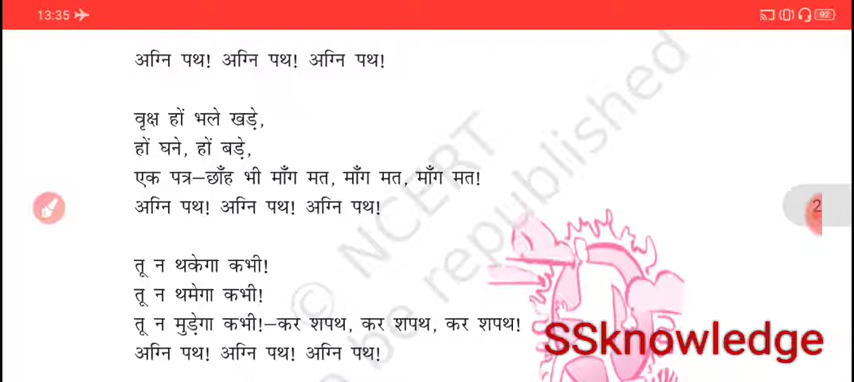 13:35
92
अग्नि पथ! अग्नि पथ! अग्नि पथ!
वृक्ष हों भले खड़े,
हों घने, हों बड़े,
एक पत्र–छाँह भी माँग मत, माँग मत, माँग मत!
अग्नि पथ! अग्नि पथ! अग्नि पथ!
2
तू न थकेगा कभी!
तू न थमेगा कभी!
तू न मुड़ेगा कभी!–कर शपथ, कर शपथ, कर शपथ!
अग्नि पथ! अग्नि पथ! अग्नि पथ!
© NCERT
be republished
SSknowledge